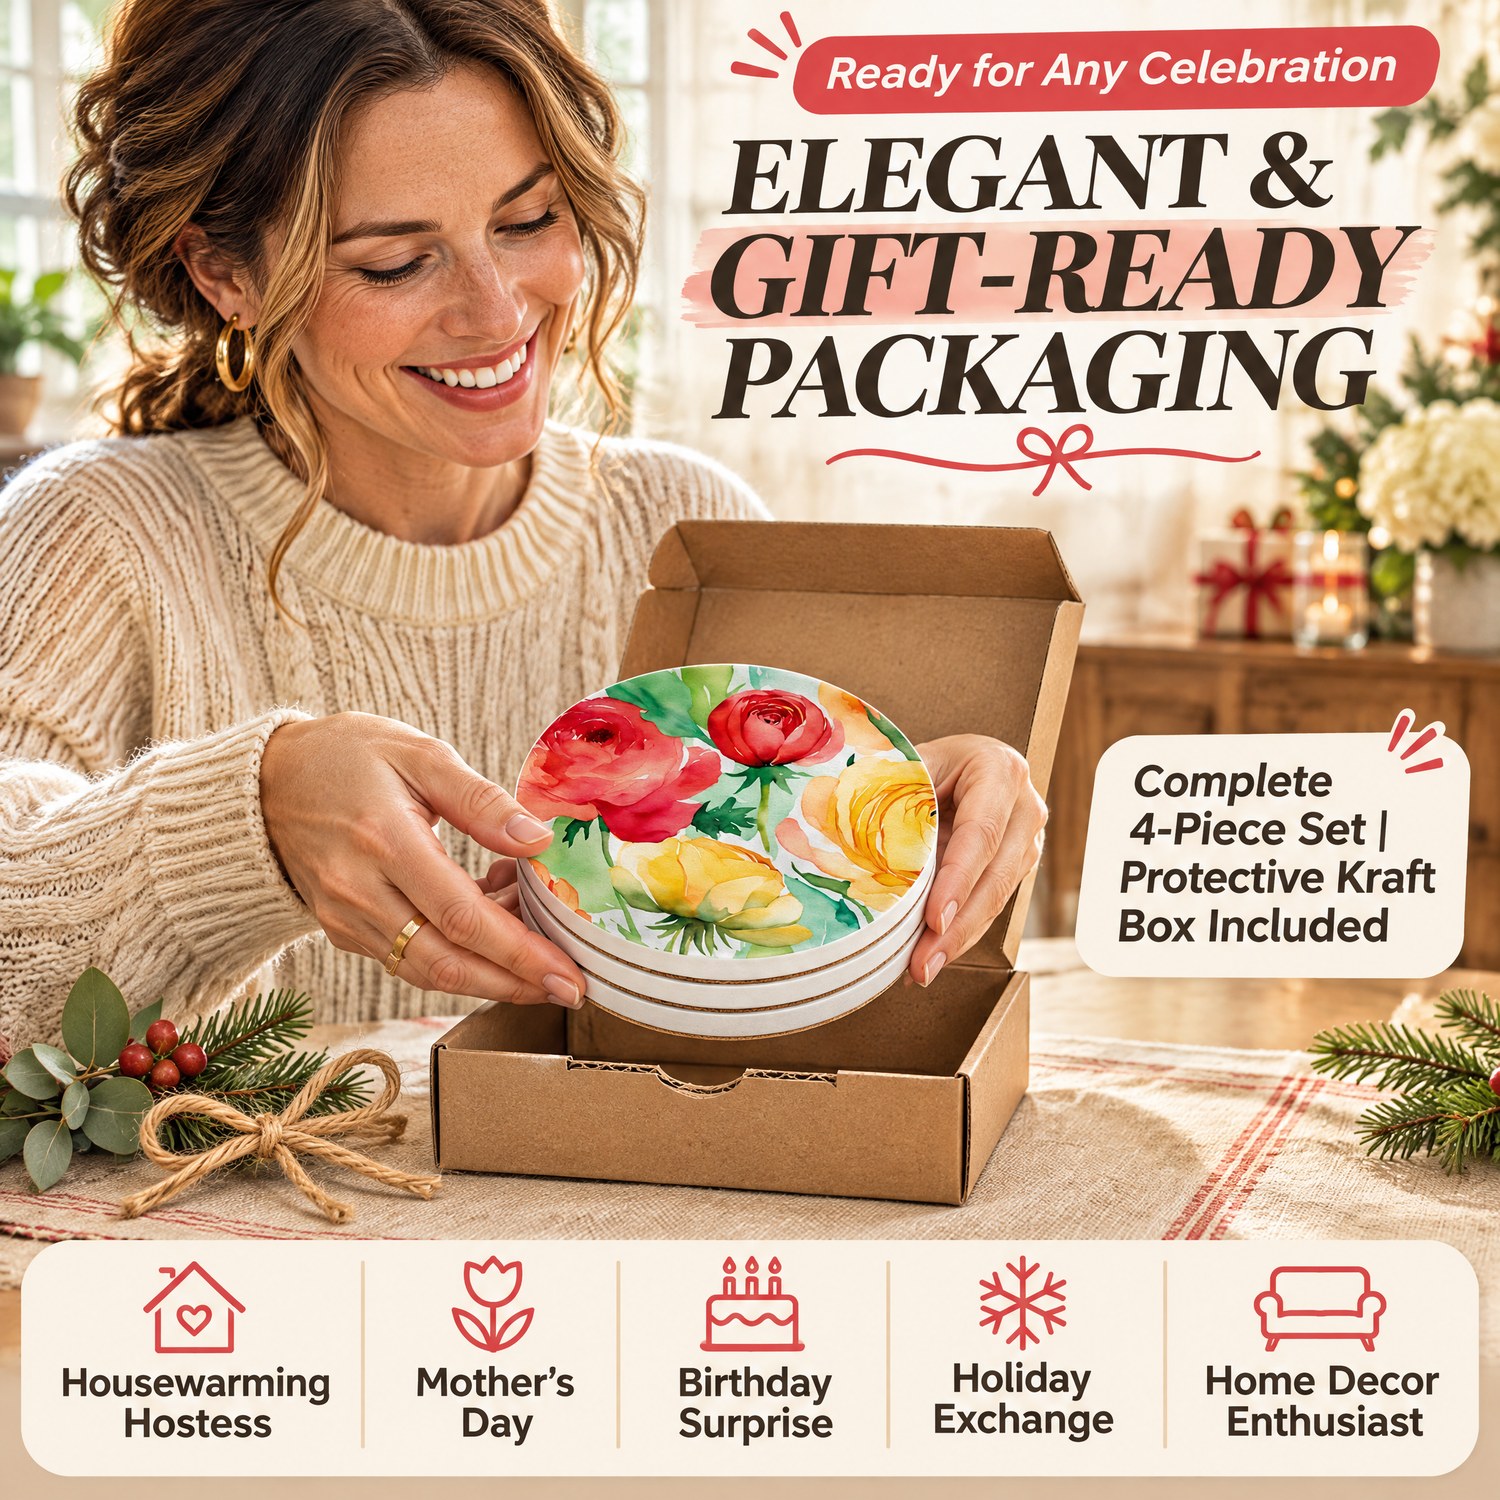 Ready for Any Celebration
ELEGANT &
GIFT-READY
PACKAGING
Complete
4-Piece Set |
Protective Kraft
Box Included
Housewarming
Hostess
Mother's
Day
Birthday
Surprise
Holiday
Exchange
Home Decor
Enthusiast